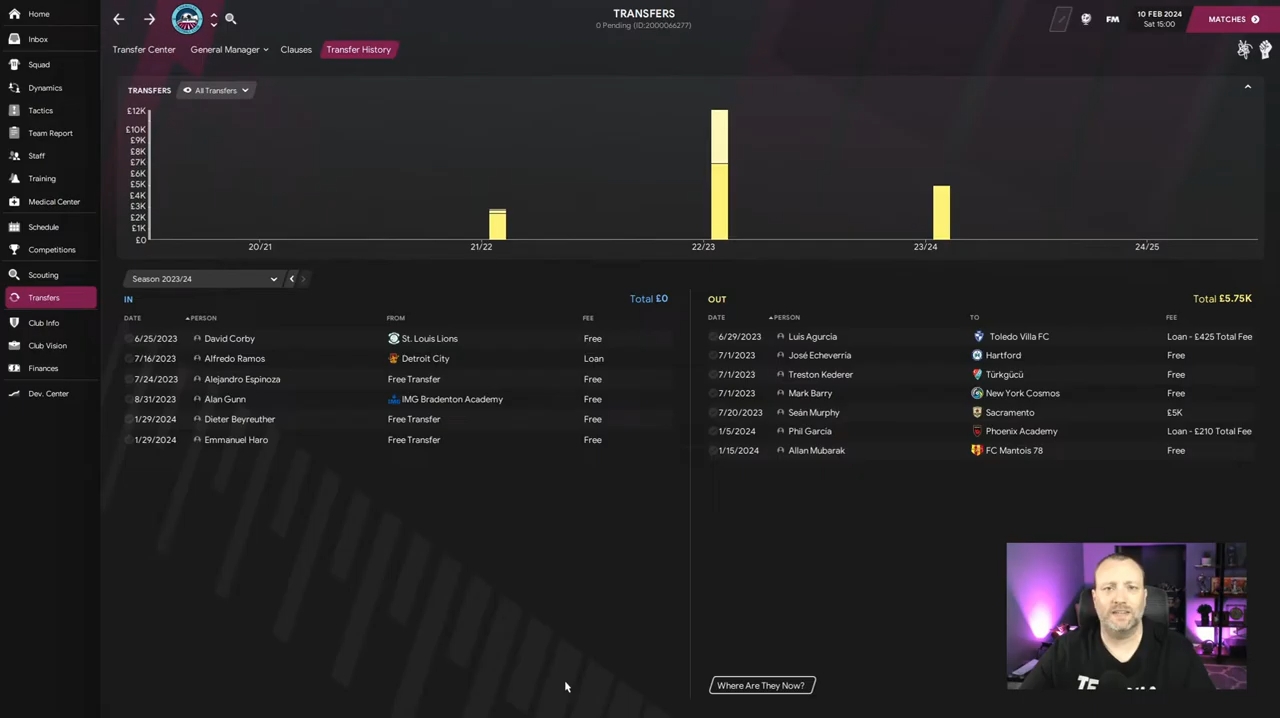 Home
Inbox
Squad
Dynamics
Tactics
Team Report
Staff
Training
Medical Center
Schedule
Competitions
Scouting
Transfers
Club Info
Club Vision
Finances
Dev. Center
TRANSFERS
0 Pending (ID:2000066277)
FM
10 FEB 2024
Sat 15:00
MATCHES
Transfer Center
General Manager
Clauses
Transfer History
TRANSFERS
All Transfers
£12K
£10K
£9K
£8K
£7K
£6K
£5K
£4K
£3K
£2K
£1K
£0
20/21 21/22 22/23 23/24 24/25
Season 2023/24
IN Total £0
DATE PERSON FROM FEE
6/25/2023 David Corby St. Louis Lions Free
7/16/2023 Alfredo Ramos Detroit City Loan
7/24/2023 Alejandro Espinoza Free Transfer Free
8/31/2023 Alan Gunn IMG Bradenton Academy Free
1/29/2024 Dieter Beyreuther Free Transfer Free
1/29/2024 Emmanuel Haro Free Transfer Free
OUT Total £5.75K
DATE PERSON TO FEE
6/29/2023 Luis Agurcia Toledo Villa FC Loan - £425 Total Fee
7/1/2023 José Echeverría Hartford Free
7/1/2023 Treston Kederer Türkgücü Free
7/1/2023 Mark Barry New York Cosmos Free
7/20/2023 Seán Murphy Sacramento £5K
1/5/2024 Phil Garcia Phoenix Academy Loan - £210 Total Fee
1/15/2024 Allan Mubarak FC Mantois 78 Free
Where Are They Now?